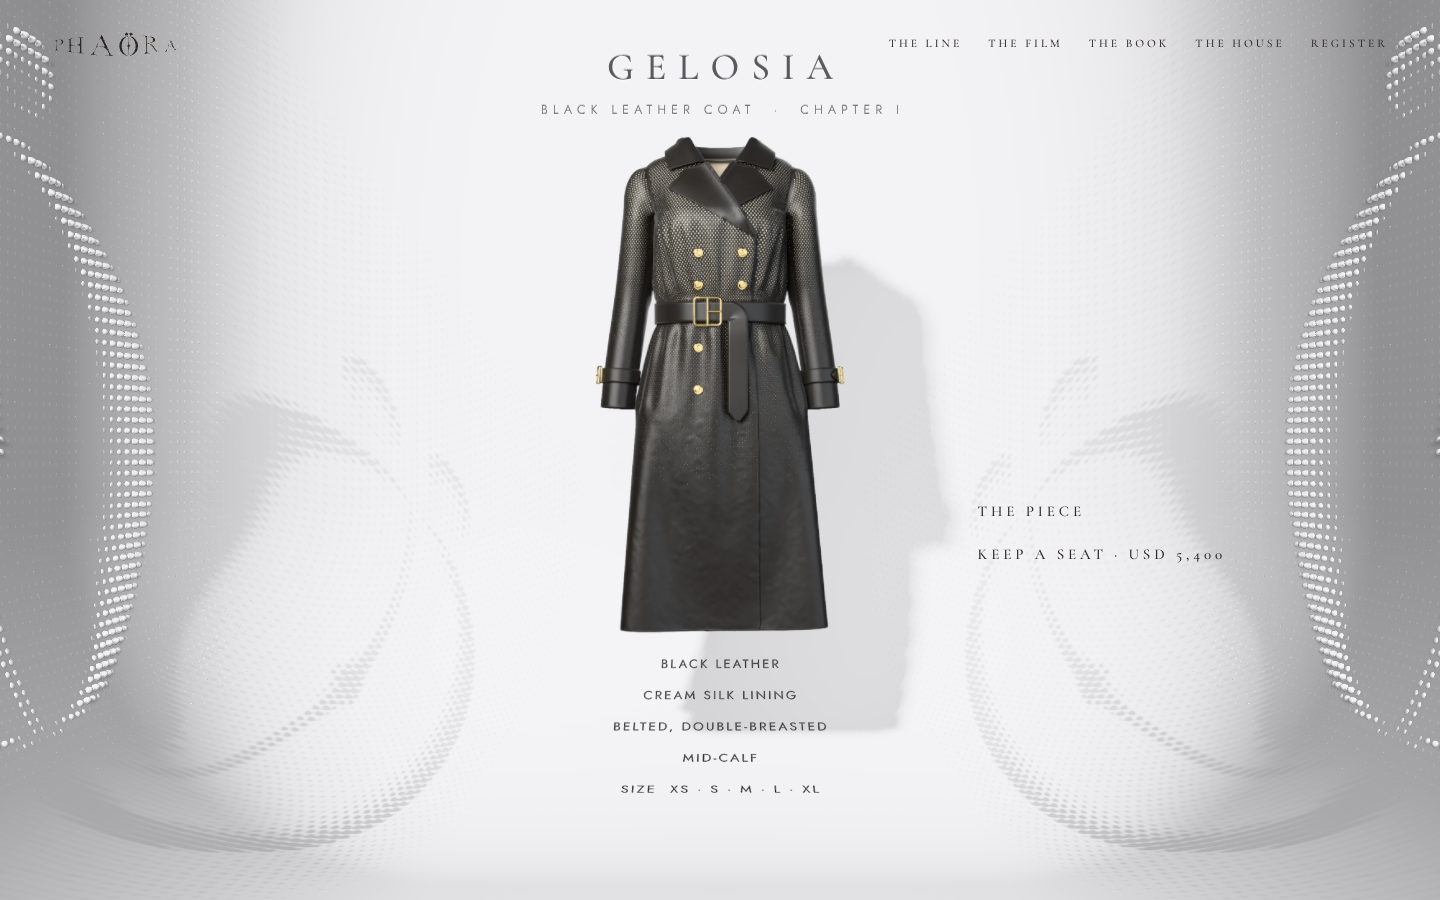 PHAÖRA
THE LINE THE FILM THE BOOK THE HOUSE REGISTER
GELOSIA
BLACK LEATHER COAT · CHAPTER I
THE PIECE
KEEP A SEAT · USD 5,400
BLACK LEATHER
CREAM SILK LINING
BELTED, DOUBLE-BREASTED
MID-CALF
SIZE XS · S · M · L · XL